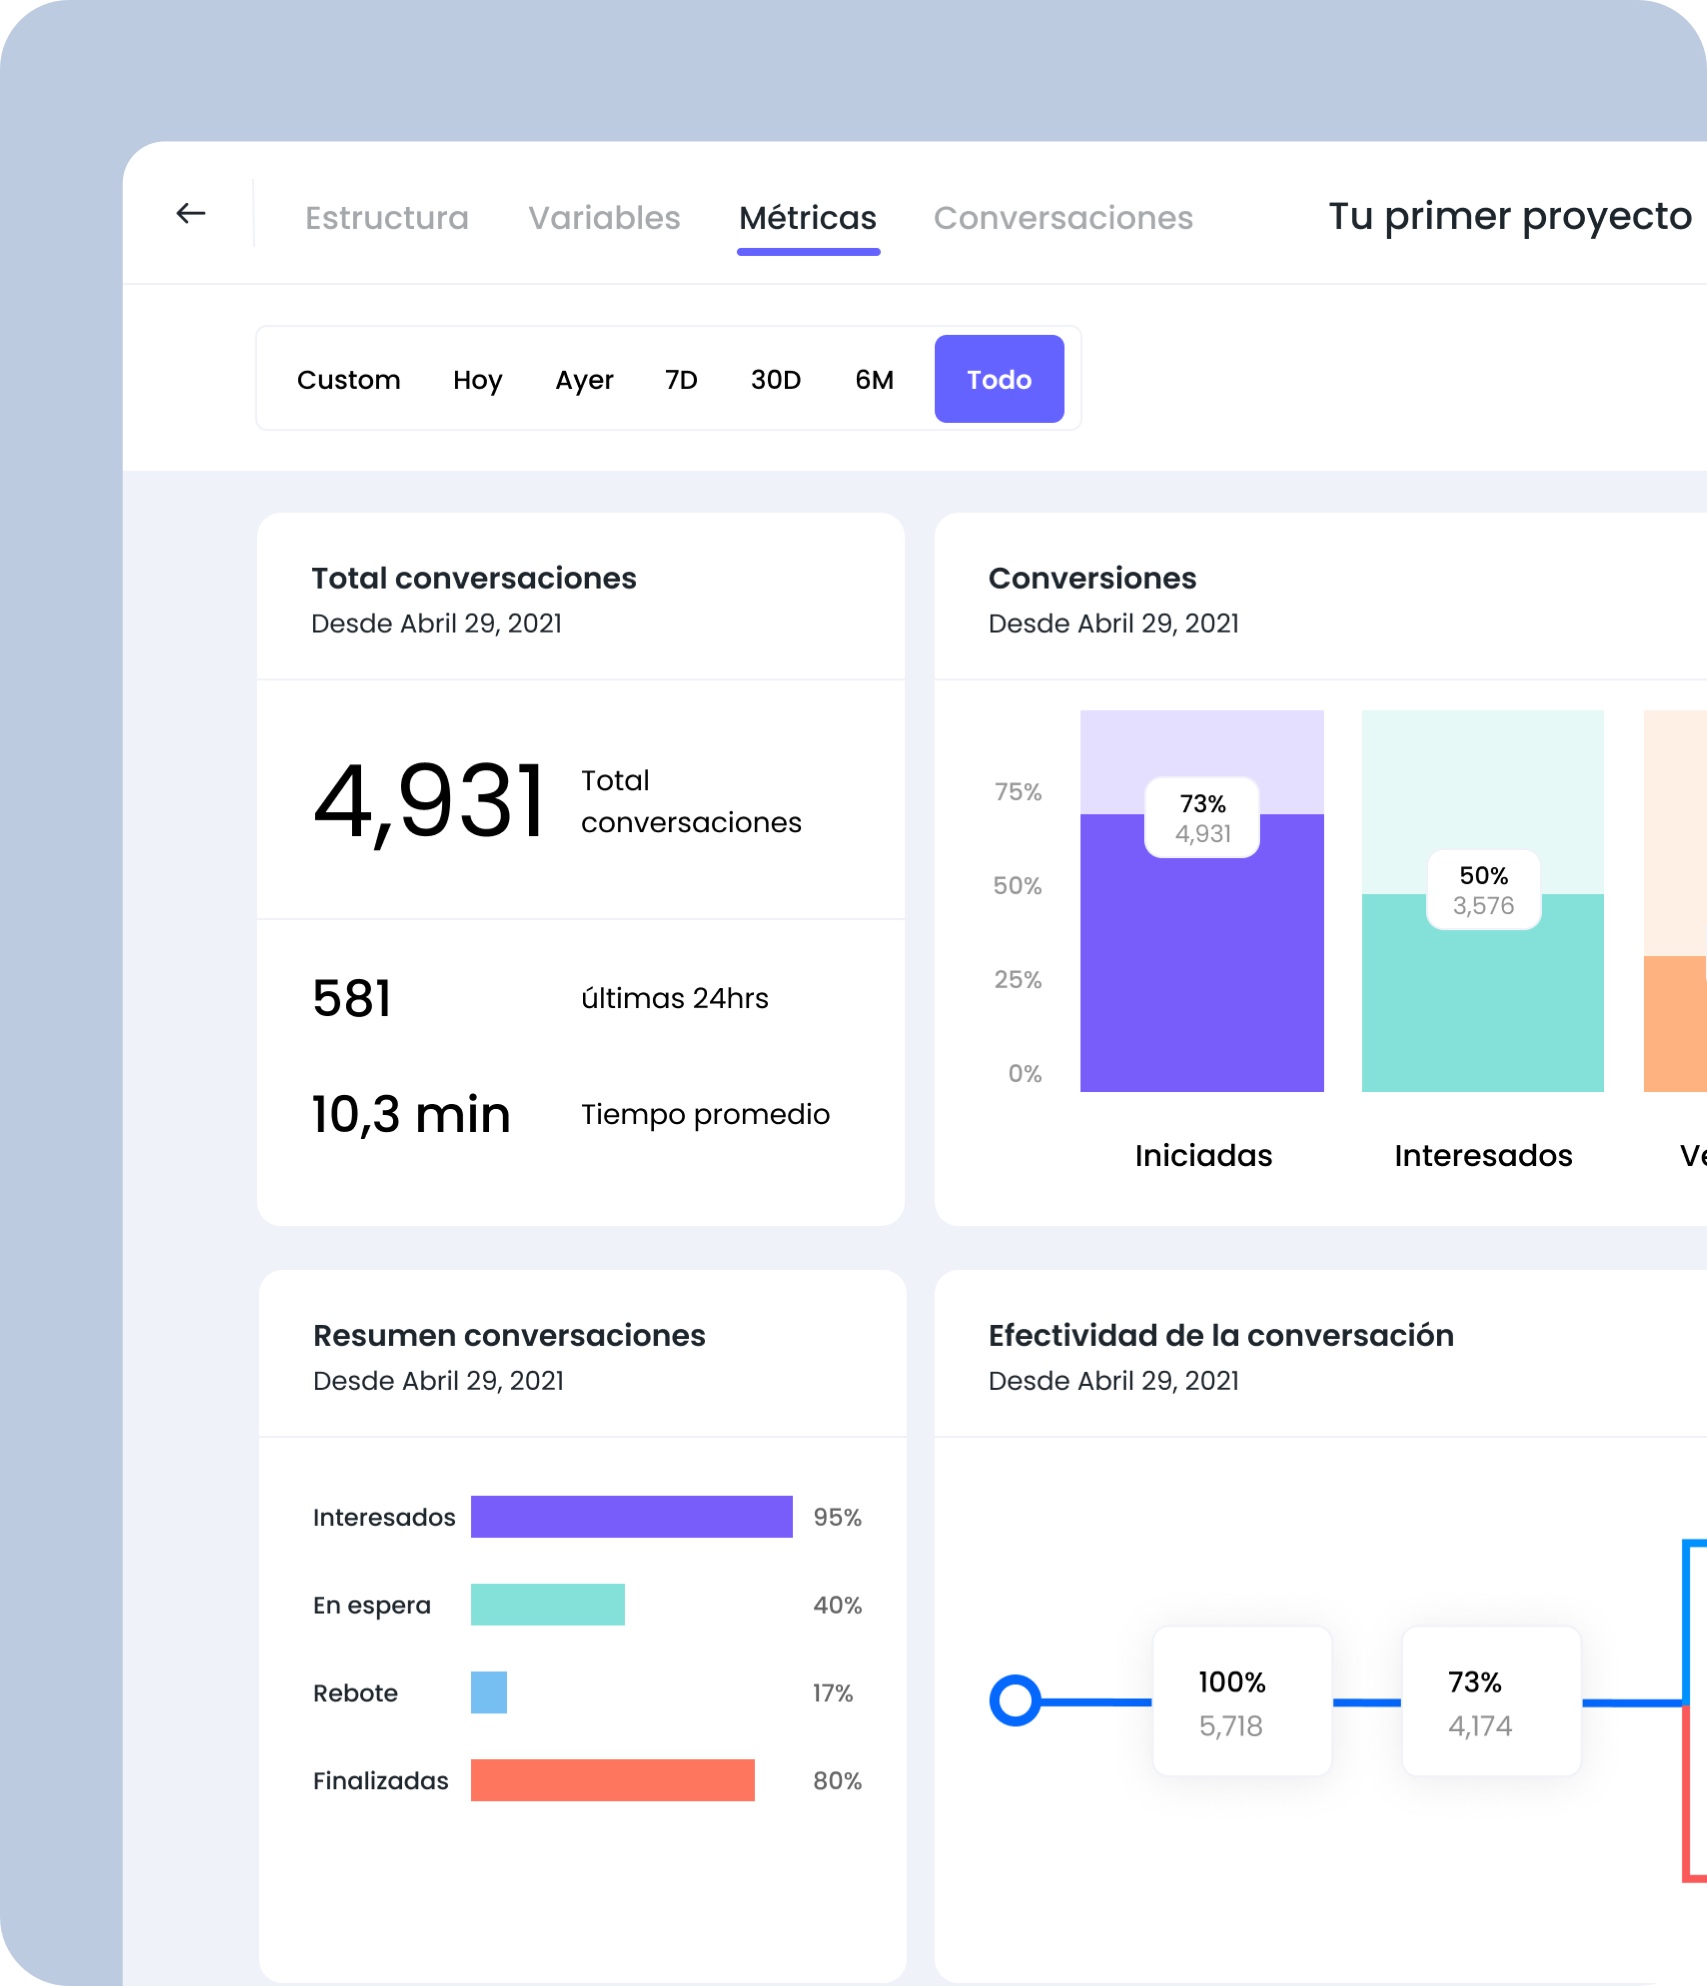 Estructura
Variables
Métricas
Conversaciones
Tu primer proyecto
Custom
Hoy
Ayer
7D
30D
6M
Todo
Total conversaciones
Desde Abril 29, 2021
4,931
Total
conversaciones
581
últimas 24hrs
10,3 min
Tiempo promedio
Conversiones
Desde Abril 29, 2021
75%
50%
25%
0%
73%
4,931
50%
3,576
Iniciadas
Interesados
Resumen conversaciones
Desde Abril 29, 2021
Interesados
95%
En espera
40%
Rebote
17%
Finalizadas
80%
Efectividad de la conversación
Desde Abril 29, 2021
100%
5,718
73%
4,174